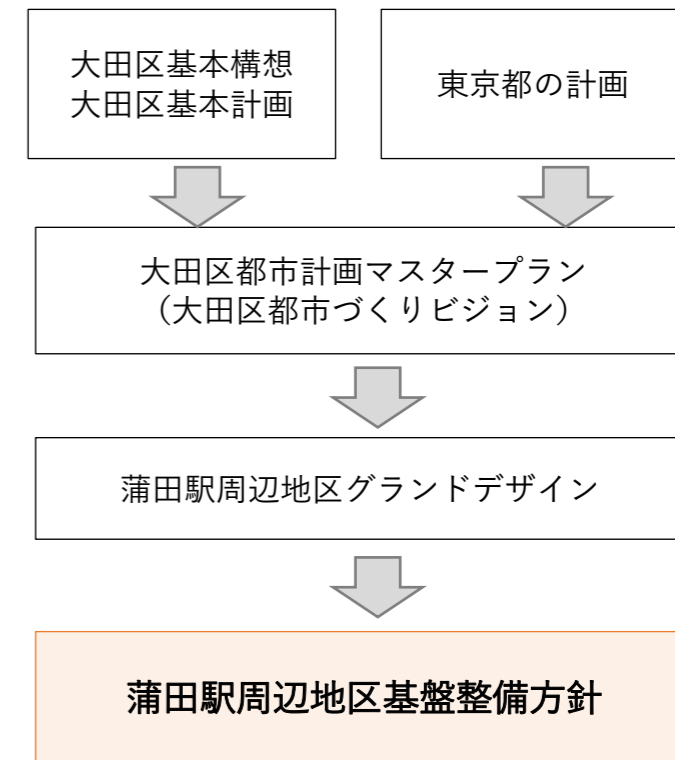 大田区基本構想
大田区基本計画
東京都の計画
大田区都市計画マスタープラン
（大田区都市づくりビジョン）
蒲田駅周辺地区グランドデザイン
蒲田駅周辺地区基盤整備方針